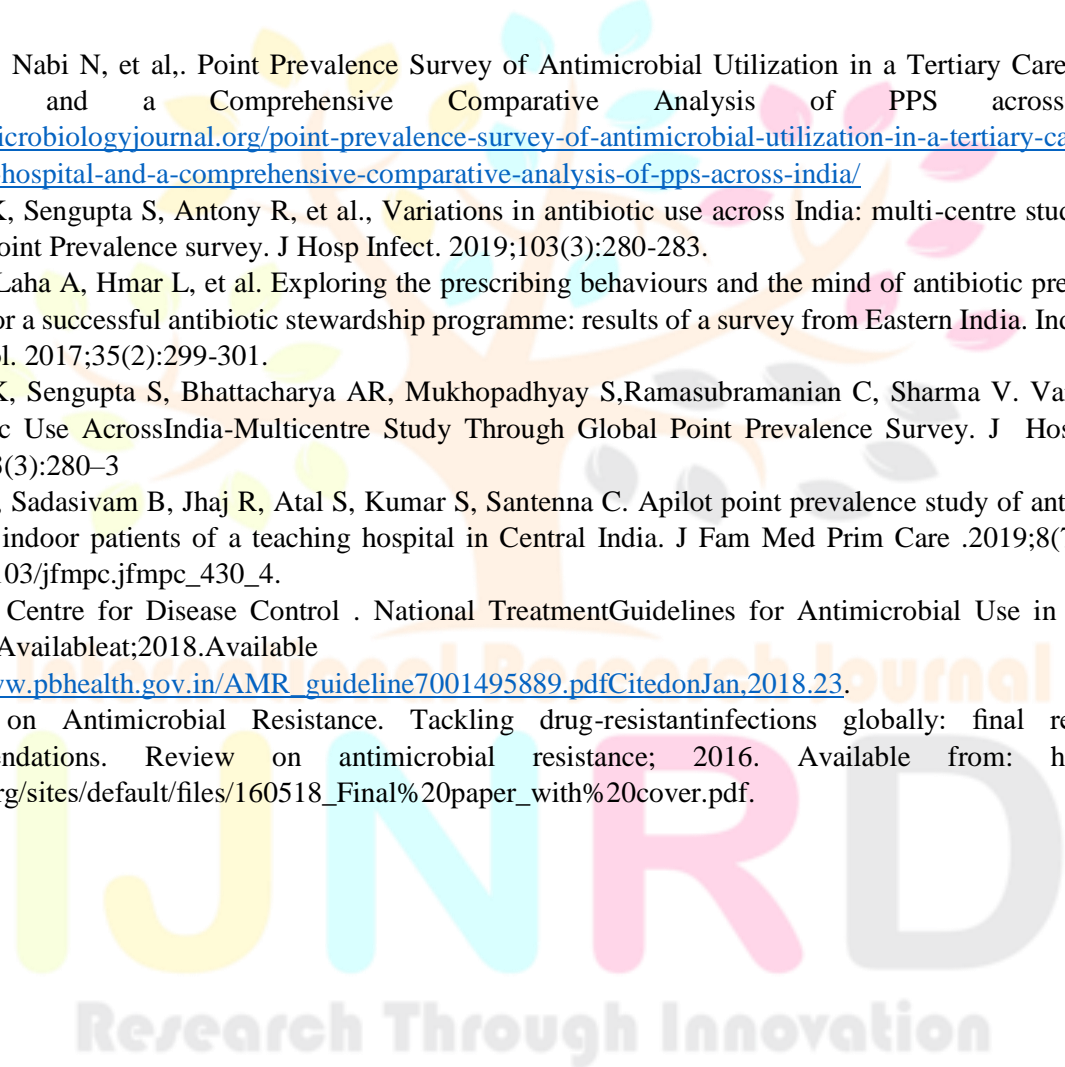 Nabi N, et al,. Point Prevalence Survey of Antimicrobial Utilization in a Tertiary Care
and a Comprehensive Comparative Analysis of PPS across
icrobiologyjournal.org/point-prevalence-survey-of-antimicrobial-utilization-in-a-tertiary-ca
hospital-and-a-comprehensive-comparative-analysis-of-pps-across-india/
K, Sengupta S, Antony R, et al., Variations in antibiotic use across India: multi-centre stud
oint Prevalence survey. J Hosp Infect. 2019;103(3):280-283.
Laha A, Hmar L, et al. Exploring the prescribing behaviours and the mind of antibiotic pre
or a successful antibiotic stewardship programme: results of a survey from Eastern India. Ind
ol. 2017;35(2):299-301.
K, Sengupta S, Bhattacharya AR, Mukhopadhyay S,Ramasubramanian C, Sharma V. Va
c Use AcrossIndia-Multicentre Study Through Global Point Prevalence Survey. J Hos
3(3):280–3
, Sadasivam B, Jhaj R, Atal S, Kumar S, Santenna C. Apilot point prevalence study of ant
indoor patients of a teaching hospital in Central India. J Fam Med Prim Care .2019;8(7
103/jfmpc.jfmpc_430_4.
Centre for Disease Control . National TreatmentGuidelines for Antimicrobial Use in
Availableat;2018.Available
ww.pbhealth.gov.in/AMR_guideline7001495889.pdfCitedonJan,2018.23.
on Antimicrobial Resistance. Tackling drug-resistantinfections globally: final re
endations. Review on antimicrobial resistance; 2016. Available from: h
rg/sites/default/files/160518_Final%20paper_with%20cover.pdf.
International Research Journal
IJNRD
Research Through Innovation